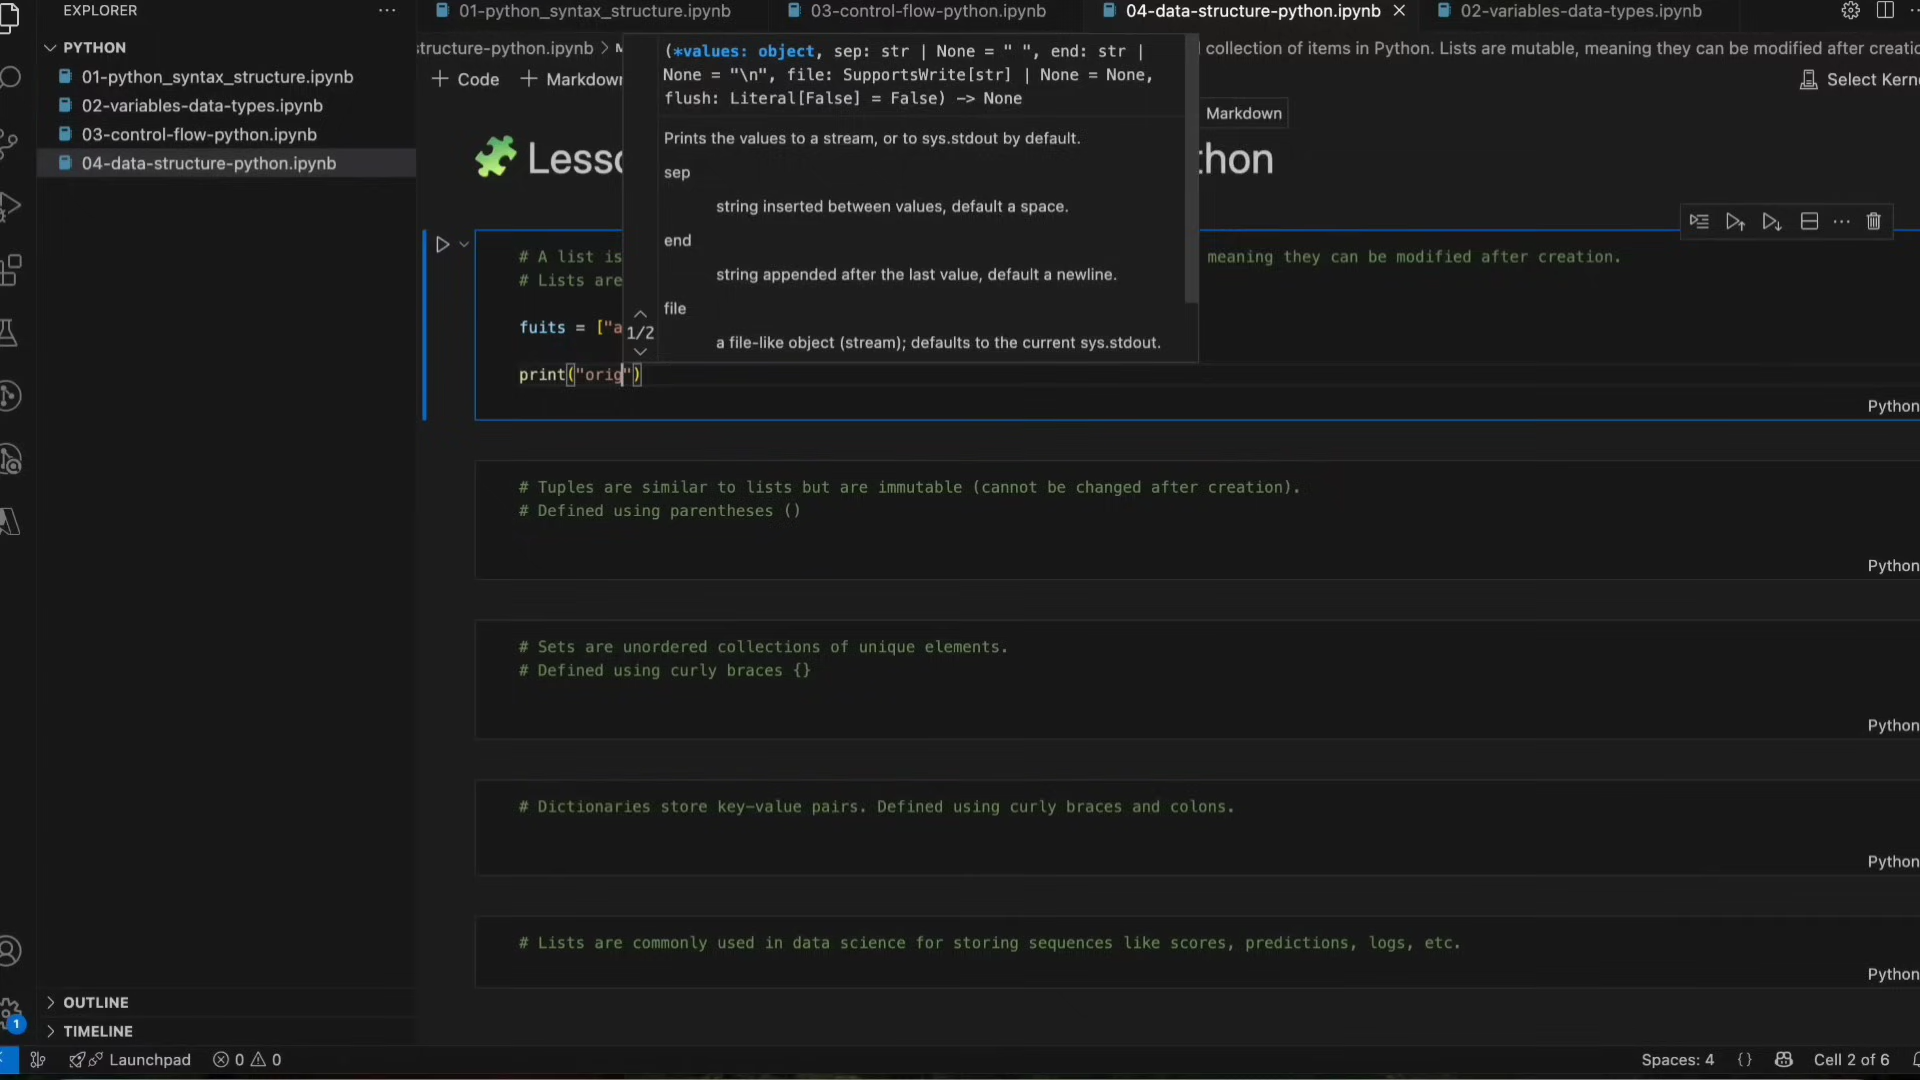 EXPLORER
PYTHON
01-python_syntax_structure.ipynb
02-variables-data-types.ipynb
03-control-flow-python.ipynb
04-data-structure-python.ipynb
OUTLINE
TIMELINE
01-python_syntax_structure.ipynb
03-control-flow-python.ipynb
04-data-structure-python.ipynb
02-variables-data-types.ipynb
structure-python.ipynb >
collection of items in Python. Lists are mutable, meaning they can be modified after
+ Code + Markdown
Select
Markdown
thon
(*values: object, sep: str | None = " ", end: str |
None = "\n", file: SupportsWrite[str] | None = None,
flush: Literal[False] = False) -> None
Prints the values to a stream, or to sys.stdout by default.
sep
string inserted between values, default a space.
end
string appended after the last value, default a newline.
file
a file-like object (stream); defaults to the current sys.stdout.
1/2
# A list is meaning they can be modified after creation.
# Lists are
fuits = ["a
print("orig")
Python
# Tuples are similar to lists but are immutable (cannot be changed after creation).
# Defined using parentheses ()
Python
# Sets are unordered collections of unique elements.
# Defined using curly braces {}
Python
# Dictionaries store key-value pairs. Defined using curly braces and colons.
Python
# Lists are commonly used in data science for storing sequences like scores, predictions, logs, etc.
Python
1
Launchpad 0 0
Spaces: 4 {} Cell 2 of 6